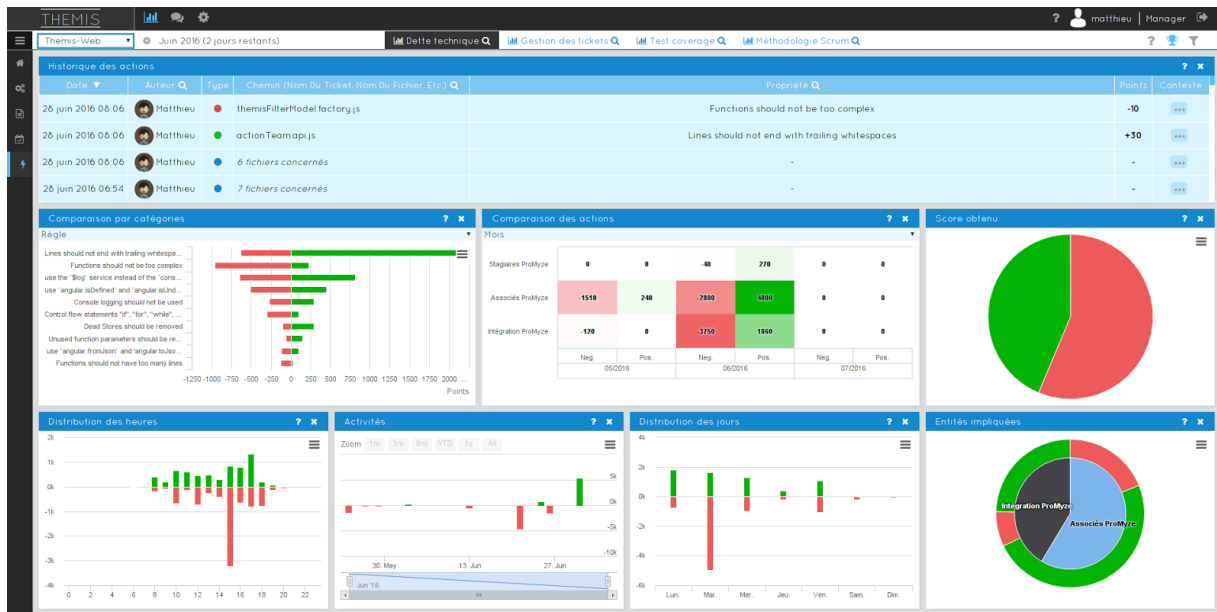 THEMIS
? matthieu | Manager
Themis-Web Juin 2016 (2 jours restants) Dette technique Gestion des tickets Test coverage Méthodologie Scrum ?
Historique des actions ? ×
Date ▼ Auteur Type Chemin (Nom Du Ticket, Nom Du Fichier, Etc.) Propriété Points Contexte
28 juin 2016 08:06 Matthieu themisFilterModel.factory.js Functions should not be too complex -10 ...
28 juin 2016 08:06 Matthieu actionTeam.api.js Lines should not end with trailing whitespaces +30 ...
28 juin 2016 08:06 Matthieu 6 fichiers concernés - - ...
28 juin 2016 06:54 Matthieu 7 fichiers concernés - - ...
Comparaison par catégories ? ×
Règle
Lines should not end with trailing whitespa...
Functions should not be too complex
use the "$log" service instead of the 'cons...
use 'angular.isDefined' and 'angular.isUnd...
Console logging should not be used
Control flow statements "if", "for", "while", ...
Dead Stores should be removed
Unused function parameters should be re...
use 'angular.fromJson' and 'angular.toJso...
Functions should not have too many lines
-1250 -1000 -750 -500 -250 0 250 500 750 1000 1250 1500 1750 2000 ...
Points
Comparaison des actions ? ×
Mois
Stagiaires ProMyze 0 0 -40 270 0 0
Associés ProMyze -1510 240 -2800 4000 0 0
Intégration ProMyze -120 0 -3750 1860 0 0
Neg. Pos. Neg. Pos. Neg. Pos.
05/2016 06/2016 07/2016
Score obtenu ? ×
Distribution des heures ? ×
2k
1k
0k
-1k
-2k
-3k
-4k
0 2 4 6 8 10 12 14 16 18 20 22
Activités ? ×
Zoom 1m 3m 6m YTD 1y All
5k
0k
-5k
-10k
30. May 13. Jun 27. Jun
Jun '16
Distribution des jours ? ×
4k
2k
0k
-2k
-4k
-6k
Lun. Mar. Mer. Jeu. Ven. Sam. Dim.
Entités impliquées ? ×
Intégration ProMyze
Associés ProMyze